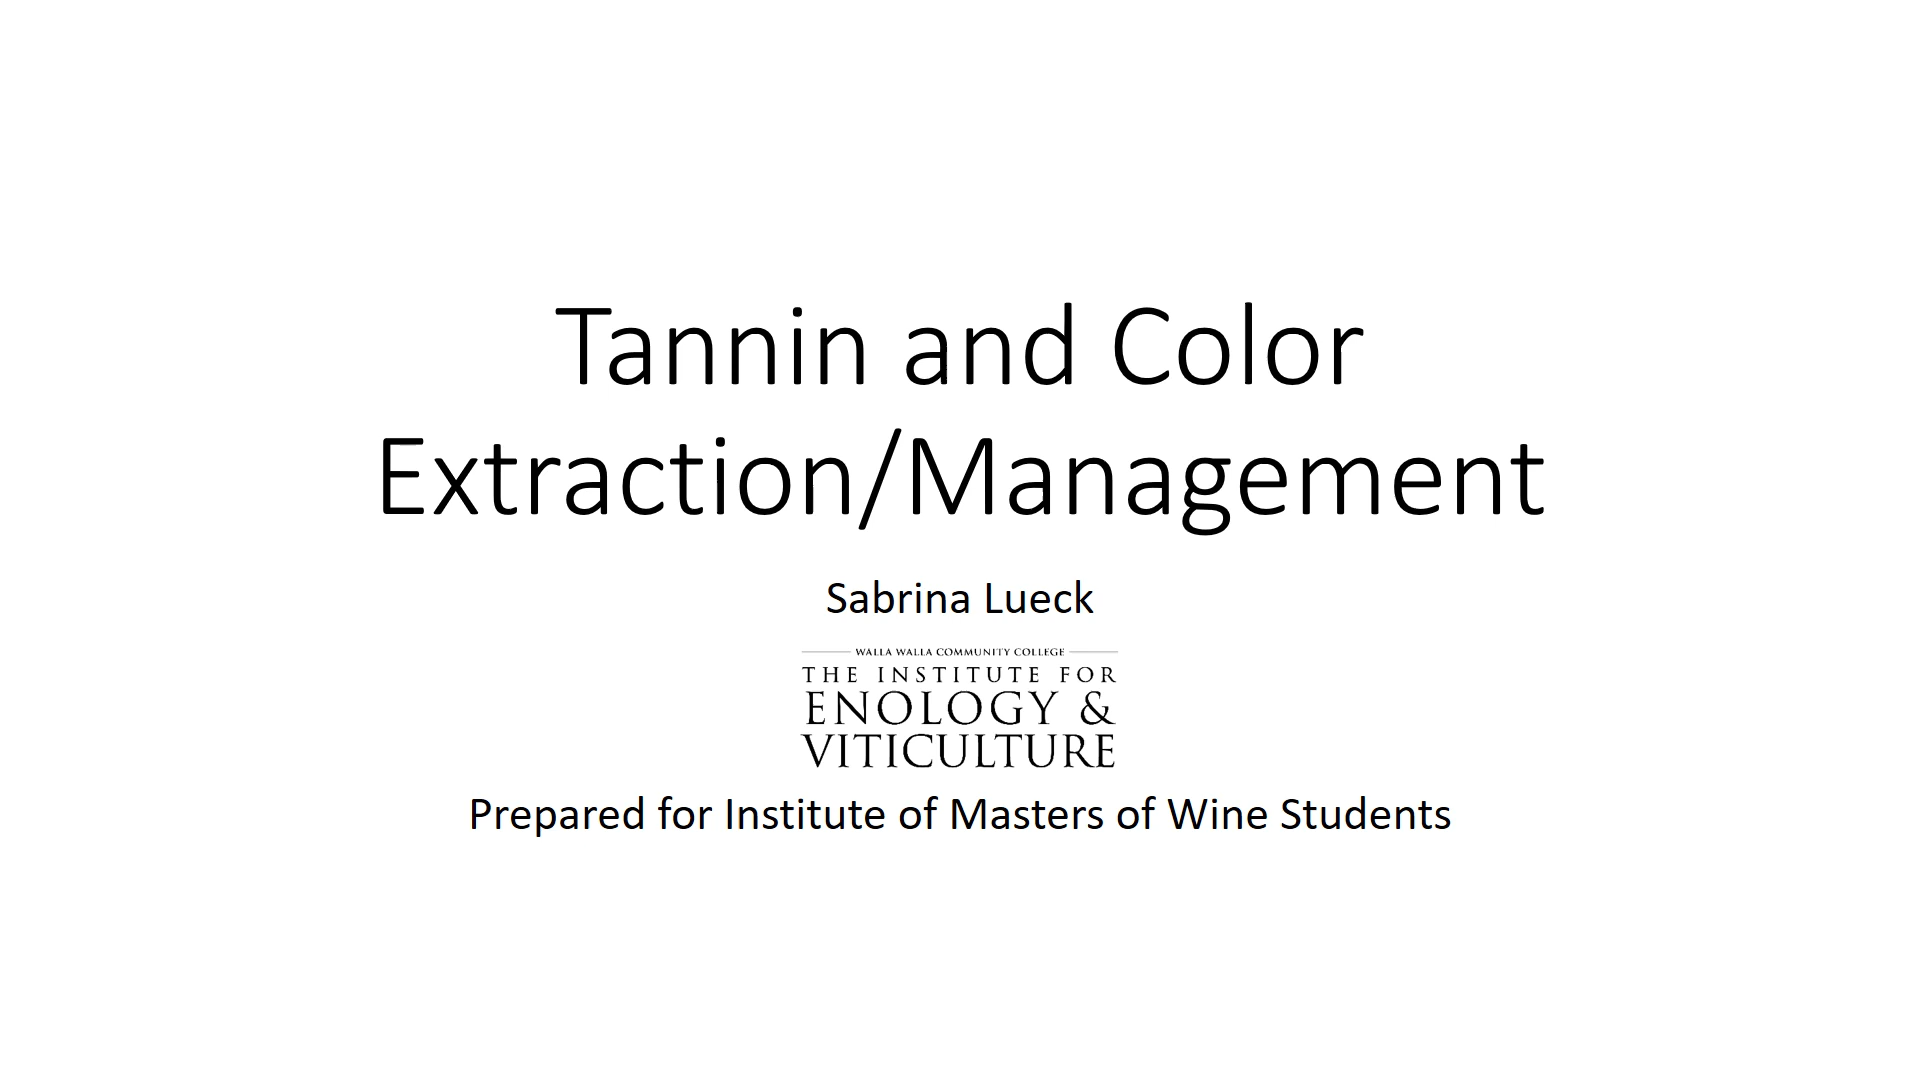 Tannin and Color
Extraction/Management
Sabrina Lueck
WALLA WALLA COMMUNITY COLLEGE
THE INSTITUTE FOR
ENOLOGY &
VITICULTURE
Prepared for Institute of Masters of Wine Students